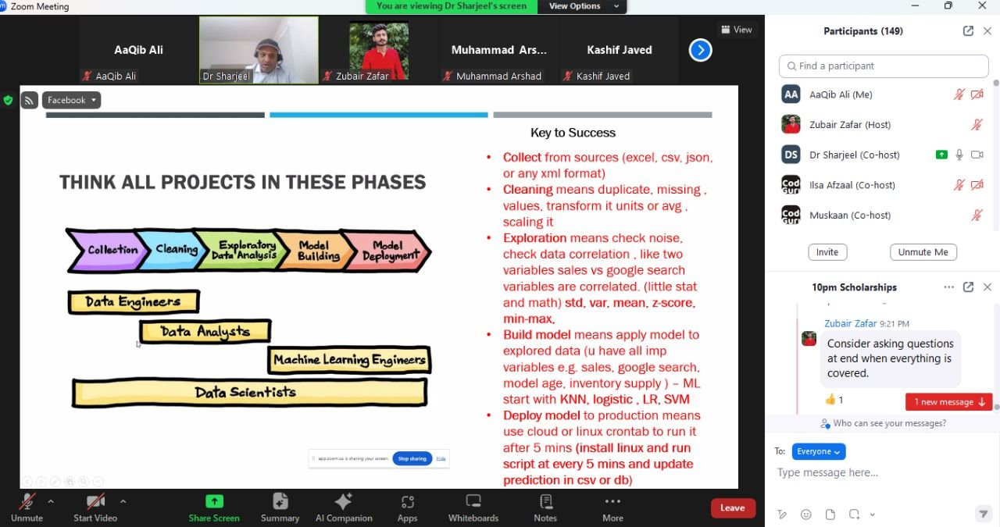 Zoom Meeting
You are viewing Dr Sharjeel's screen
View Options
AaQib Ali
Muhammad Ars...
Kashif Javed
View
AaQib Ali
Dr Sharjeel
Zubair Zafar
Muhammad Arshad
Kashif Javed
Facebook
THINK ALL PROJECTS IN THESE PHASES
Collection
Cleaning
Exploratory
Data Analysis
Model
Building
Model
Deployment
Data Engineers
Data Analysts
Machine Learning Engineers
Data Scientists
app.zoom.us is sharing your screen.
Stop sharing
Hide
Key to Success
• Collect from sources (excel, csv, json,
or any xml format)
• Cleaning means duplicate, missing ,
values, transform it units or avg ,
scaling it
• Exploration means check noise,
check data correlation , like two
variables sales vs google search
variables are correlated. (little stat
and math) std, var, mean, z-score,
min-max,
• Build model means apply model to
explored data (u have all imp
variables e.g. sales, google search,
model age, inventory supply ) – ML
start with KNN, logistic , LR, SVM
• Deploy model to production means
use cloud or linux crontab to run it
after 5 mins (install linux and run
script at every 5 mins and update
prediction in csv or db)
Unmute
Start Video
Share Screen
Summary
AI Companion
Apps
Whiteboards
Notes
More
Leave
Participants (149)
Find a participant
AA
AaQib Ali (Me)
Zubair Zafar (Host)
DS
Dr Sharjeel (Co-host)
Ilsa Afzaal (Co-host)
Muskaan (Co-host)
Invite
Unmute Me
10pm Scholarships
Zubair Zafar 9:21 PM
Consider asking questions
at end when everything is
covered.
1
1 new message
Who can see your messages?
To: Everyone
Type message here...